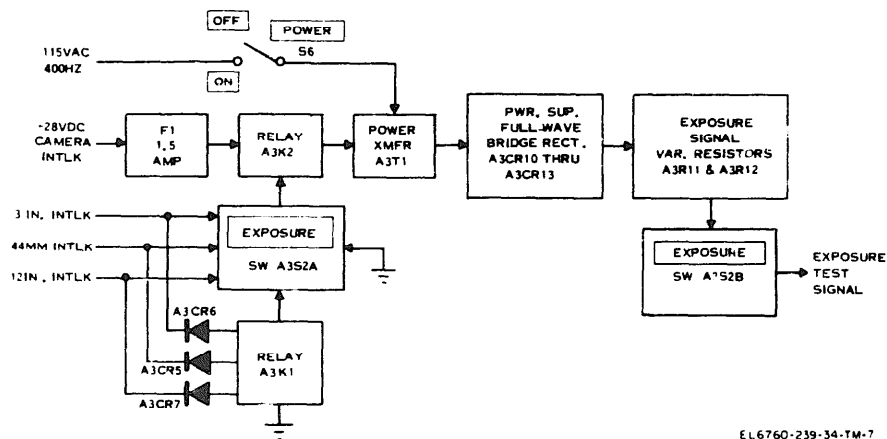 OFF
POWER
S6
115VAC
400HZ
ON
-28VDC
CAMERA
INTLK
F1
1.5
AMP
RELAY
A3K2
POWER
XMFR
A3T1
PWR. SUP.
FULL-WAVE
BRIDGE RECT.
A3CR10 THRU
A3CR13
EXPOSURE
SIGNAL
VAR. RESISTORS
A3R11 & A3R12
3 IN. INTLK
44MM INTLK
12IN. INTLK
EXPOSURE
SW A3S2A
EXPOSURE
SW A3S2B
EXPOSURE
TEST
SIGNAL
A3CR6
A3CR5
A3CR7
RELAY
A3K1
EL6760-239-34-TM-7